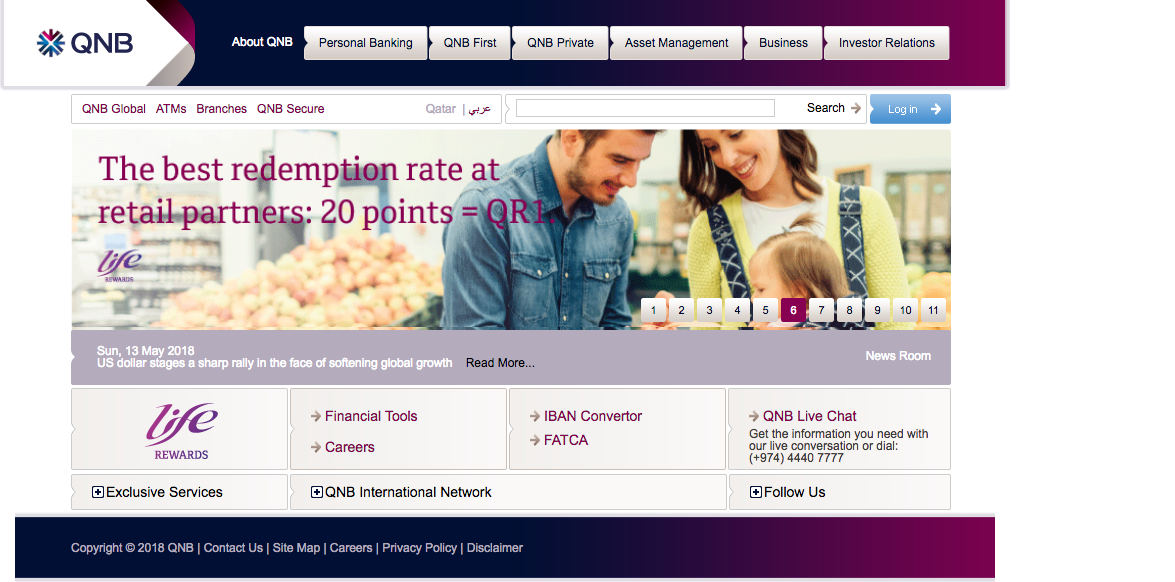 QNB
About QNB
Personal Banking
QNB First
QNB Private
Asset Management
Business
Investor Relations
QNB Global ATMs Branches QNB Secure
Qatar | عربي
Search
Log in
The best redemption rate at
retail partners: 20 points = QR1.
life
REWARDS
1 2 3 4 5 6 7 8 9 10 11
Sun, 13 May 2018
US dollar stages a sharp rally in the face of softening global growth Read More...
News Room
life
REWARDS
Financial Tools
Careers
IBAN Convertor
FATCA
QNB Live Chat
Get the information you need with
our live conversation or dial:
(+974) 4440 7777
Exclusive Services
QNB International Network
Follow Us
Copyright © 2018 QNB | Contact Us | Site Map | Careers | Privacy Policy | Disclaimer